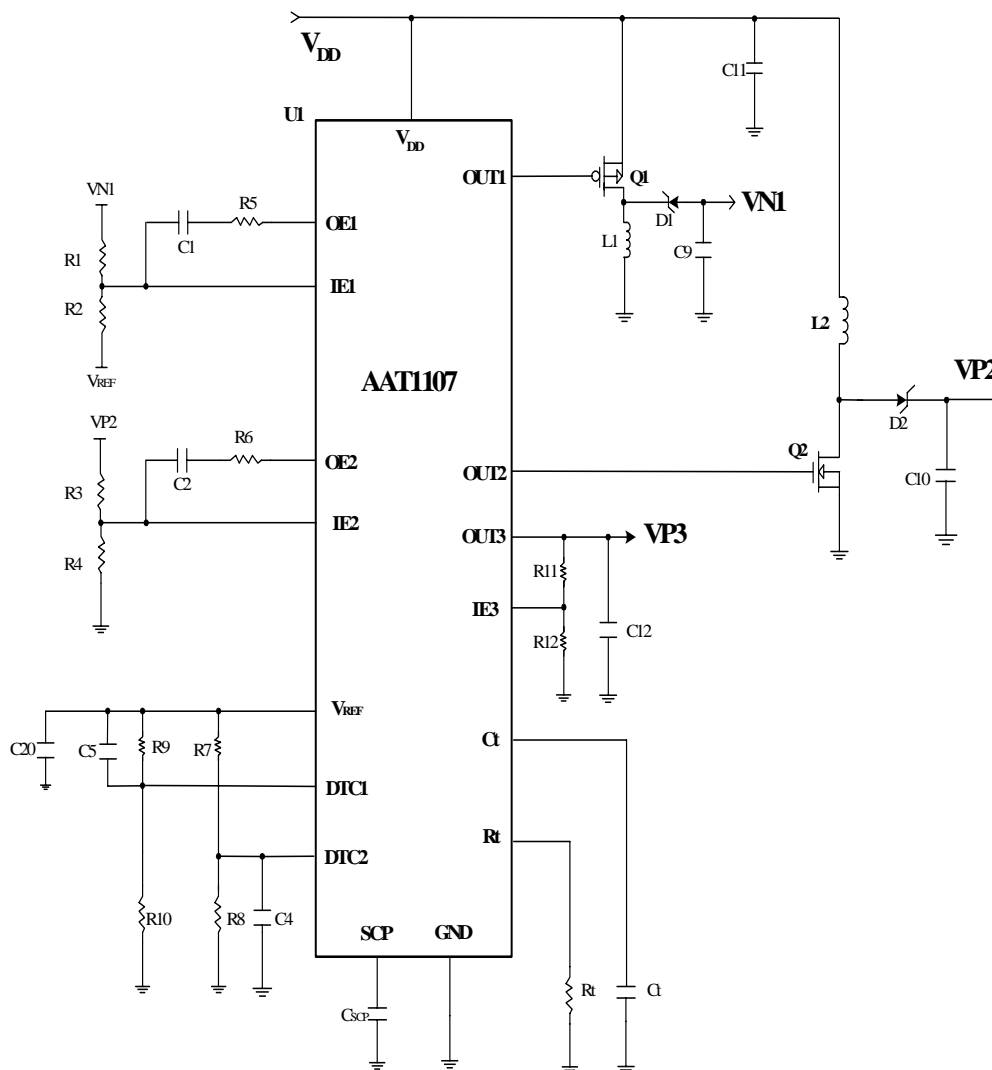 VDD
C11
U1
VDD
OUT1
Q1
VN1
D1
L1
C9
VN1
R5
C1
OE1
R1
IE1
R2
VREF
L2
AAT1107
VP2
D2
VP2
R6
C2
OE2
Q2
OUT2
C10
R3
IE2
R4
OUT3
VP3
R11
IE3
R12
C12
VREF
C20
C5
R9
R7
Ct
DTC1
Rt
DTC2
R10
R8
C4
SCP
GND
CSCP
Rt
Ct